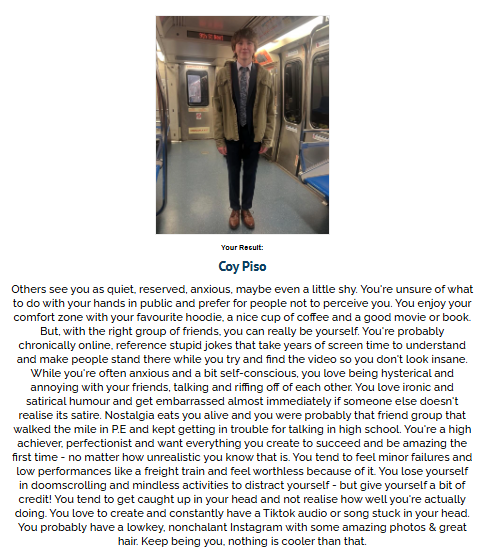 Your Result:
Coy Piso
Others see you as quiet, reserved, anxious, maybe even a little shy. You're unsure of what
to do with your hands in public and prefer for people not to perceive you. You enjoy your
comfort zone with your favourite hoodie, a nice cup of coffee and a good movie or book.
But, with the right group of friends, you can really be yourself. You're probably
chronically online, reference stupid jokes that take years of screen time to understand
and make people stand there while you try and find the video so you don't look insane.
While you're often anxious and a bit self-conscious, you love being hysterical and
annoying with your friends, talking and riffing off of each other. You love ironic and
satirical humour and get embarrassed almost immediately if someone else doesn't
realise its satire. Nostalgia eats you alive and you were probably that friend group that
walked the mile in P.E and kept getting in trouble for talking in high school. You're a high
achiever, perfectionist and want everything you create to succeed and be amazing the
first time - no matter how unrealistic you know that is. You tend to feel minor failures and
low performances like a freight train and feel worthless because of it. You lose yourself
in doomscrolling and mindless activities to distract yourself - but give yourself a bit of
credit! You tend to get caught up in your head and not realise how well you're actually
doing. You love to create and constantly have a Tiktok audio or song stuck in your head.
You probably have a lowkey, nonchalant Instagram with some amazing photos & great
hair. Keep being you, nothing is cooler than that.